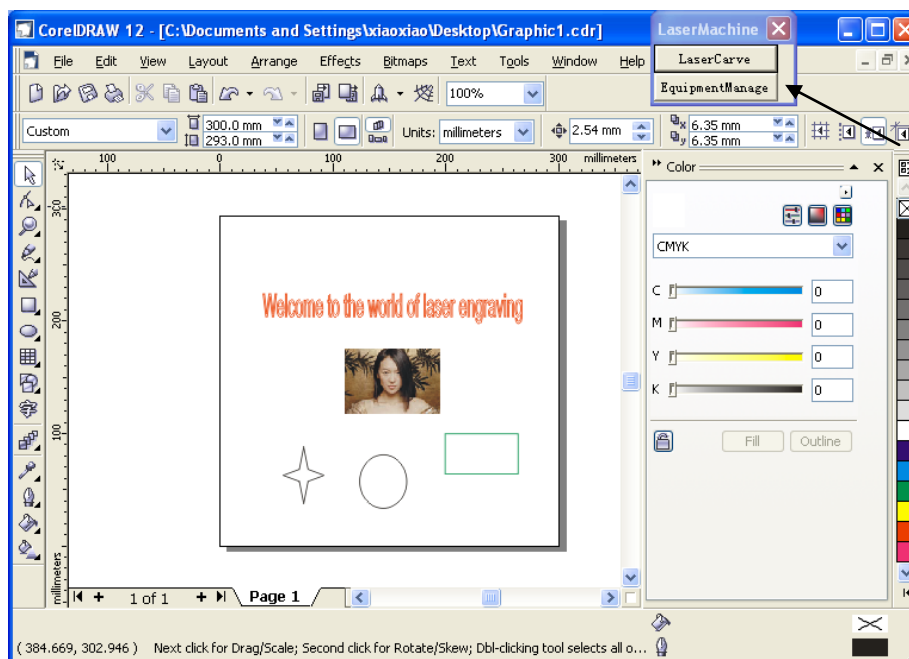 CorelDRAW 12 - [C:\Documents and Settings\xiaoxiao\Desktop\Graphic1.cdr]
LaserMachine
LaserCarve
EquipmentManage
File Edit View Layout Arrange Effects Bitmaps Text Tools Window Help
100%
Custom
300.0 mm
293.0 mm
Units: millimeters
2.54 mm
x 6.35 mm
y 6.35 mm
100 0 100 200 300 millimeters
300
200
100
millimeters
Color
CMYK
C 0
M 0
Y 0
K 0
Fill Outline
Welcome to the world of laser engraving
1 of 1 Page 1
( 384.669, 302.946 ) Next click for Drag/Scale; Second click for Rotate/Skew; Dbl-clicking tool selects all o...